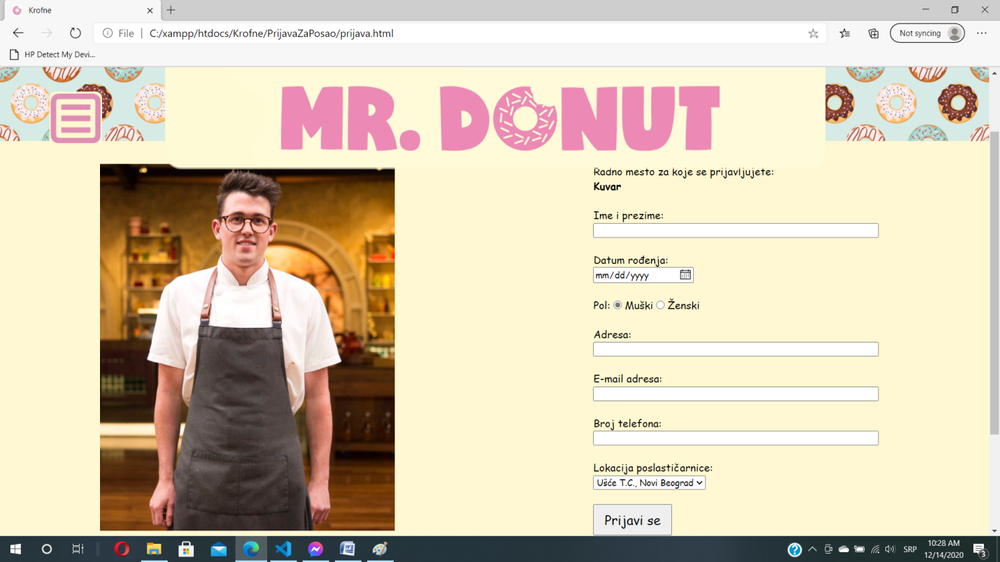 Krofne
File
C:/xampp/htdocs/Krofne/PrijavaZaPosao/prijava.html
Not syncing
HP Detect My Devi...
MR. DONUT
Radno mesto za koje se prijavljujete:
Kuvar
Ime i prezime:
Datum rođenja:
mm/dd/yyyy
Pol: Muški Ženski
Adresa:
E-mail adresa:
Broj telefona:
Lokacija poslastičarnice:
Ušće T.C., Novi Beograd
Prijavi se
SRP
10:28 AM
12/14/2020
3